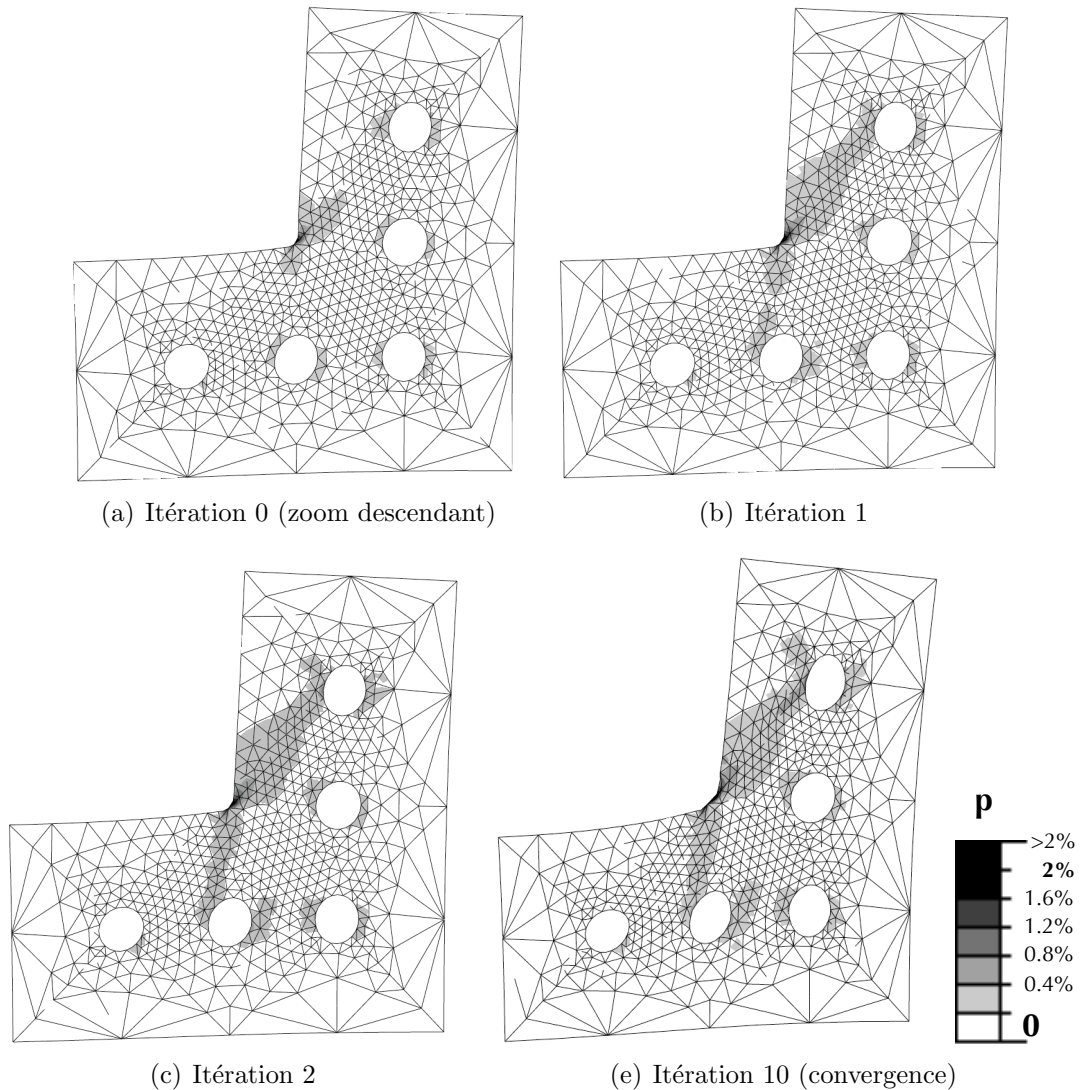 (a) Itération 0 (zoom descendant)
(b) Itération 1
p
>2%
2%
1.6%
1.2%
0.8%
0.4%
0
(c) Itération 2
(e) Itération 10 (convergence)